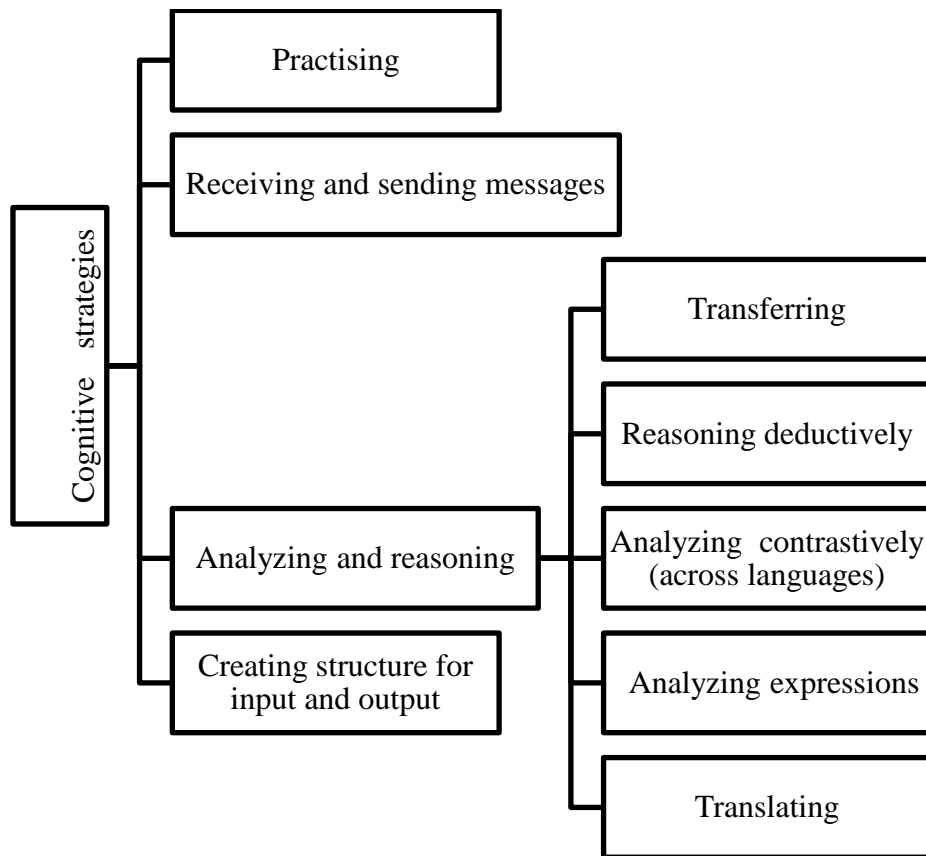 Cognitive strategies
Practising
Receiving and sending messages
Analyzing and reasoning
Creating structure for
input and output
Transferring
Reasoning deductively
Analyzing contrastively
(across languages)
Analyzing expressions
Translating